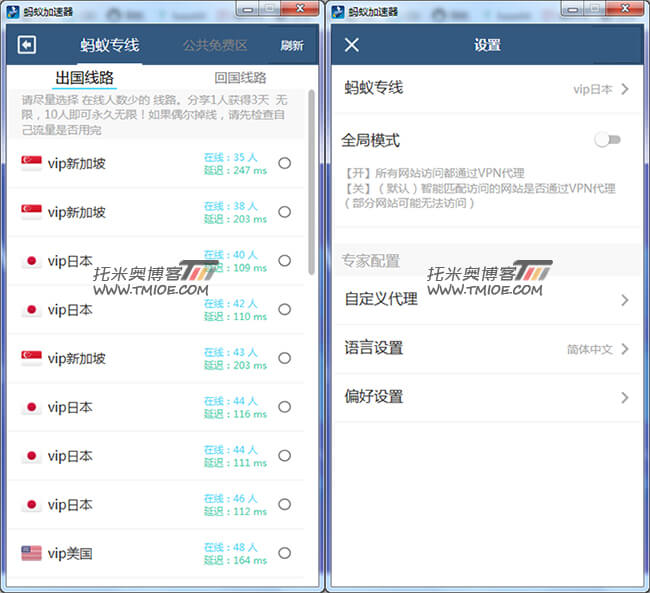 蚂蚁加速器
蚂蚁专线
公共免费区
刷新
出国线路
回国线路
请尽量选择 在线人数少的 线路。分享1人获得3天 无
限，10人即可永久无限！如果偶尔掉线，请先检查自
己流量是否用完
vip新加坡
在线：35 人
延迟：247 ms
vip新加坡
在线：38 人
延迟：203 ms
vip日本
在线：40 人
延迟：109 ms
vip日本
在线：42 人
延迟：110 ms
vip新加坡
在线：43 人
延迟：203 ms
vip日本
在线：44 人
延迟：116 ms
vip日本
在线：44 人
延迟：111 ms
vip日本
在线：46 人
延迟：112 ms
vip美国
在线：48 人
延迟：164 ms
托米奥博客
WWW.TMIOE.COM
蚂蚁加速器
设置
蚂蚁专线
vip日本
全局模式
【开】所有网站访问都通过VPN代理
【关】（默认）智能匹配访问的网站是否通过VPN代理
（部分网站可能无法访问）
专家配置
自定义代理
语言设置
简体中文
偏好设置
托米奥博客
WWW.TMIOE.COM